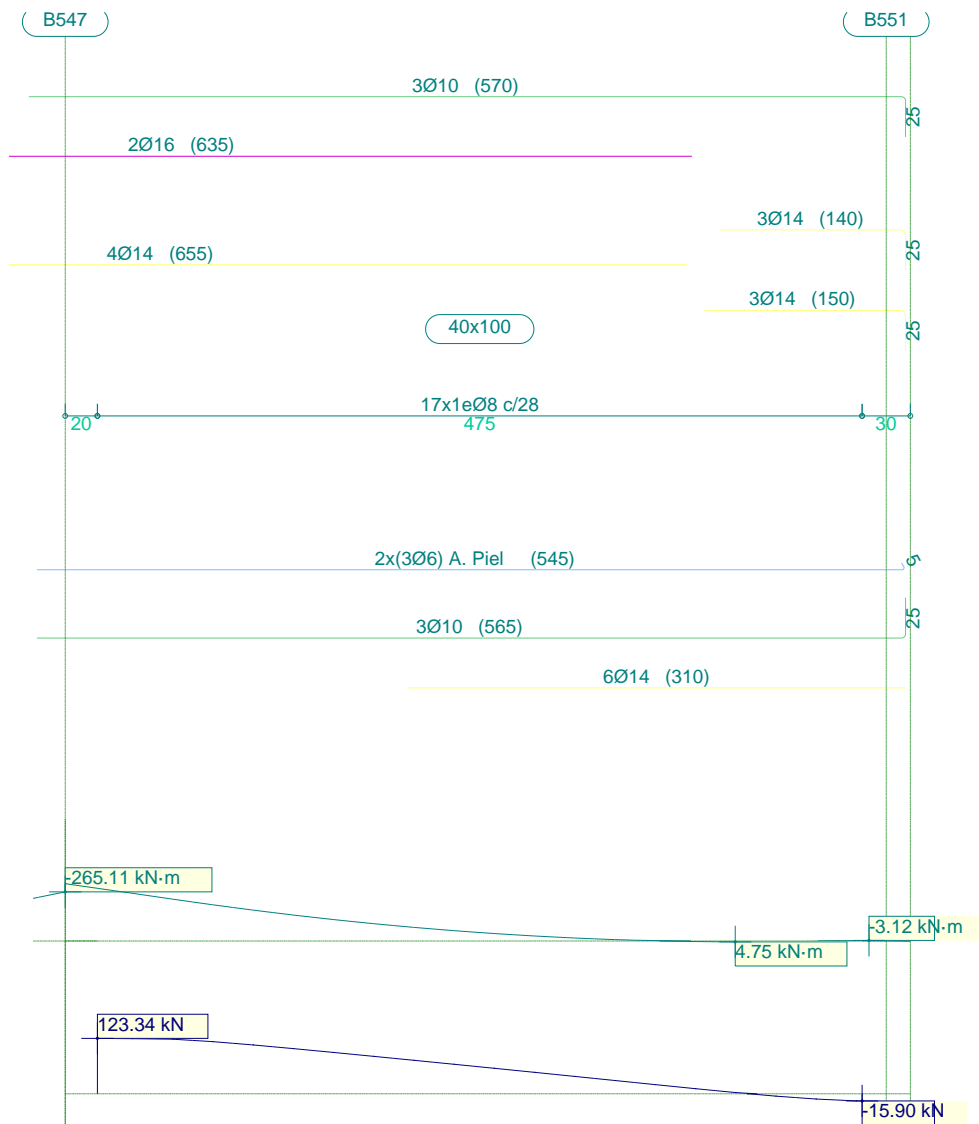 B547
B551
3Ø10 (570)
25
2Ø16 (635)
3Ø14 (140)
25
4Ø14 (655)
3Ø14 (150)
25
40x100
17x1eØ8 c/28
20
475
30
2x(3Ø6) A. Piel (545)
5
25
3Ø10 (565)
6Ø14 (310)
-265.11 kN·m
-3.12 kN·m
4.75 kN·m
123.34 kN
-15.90 kN